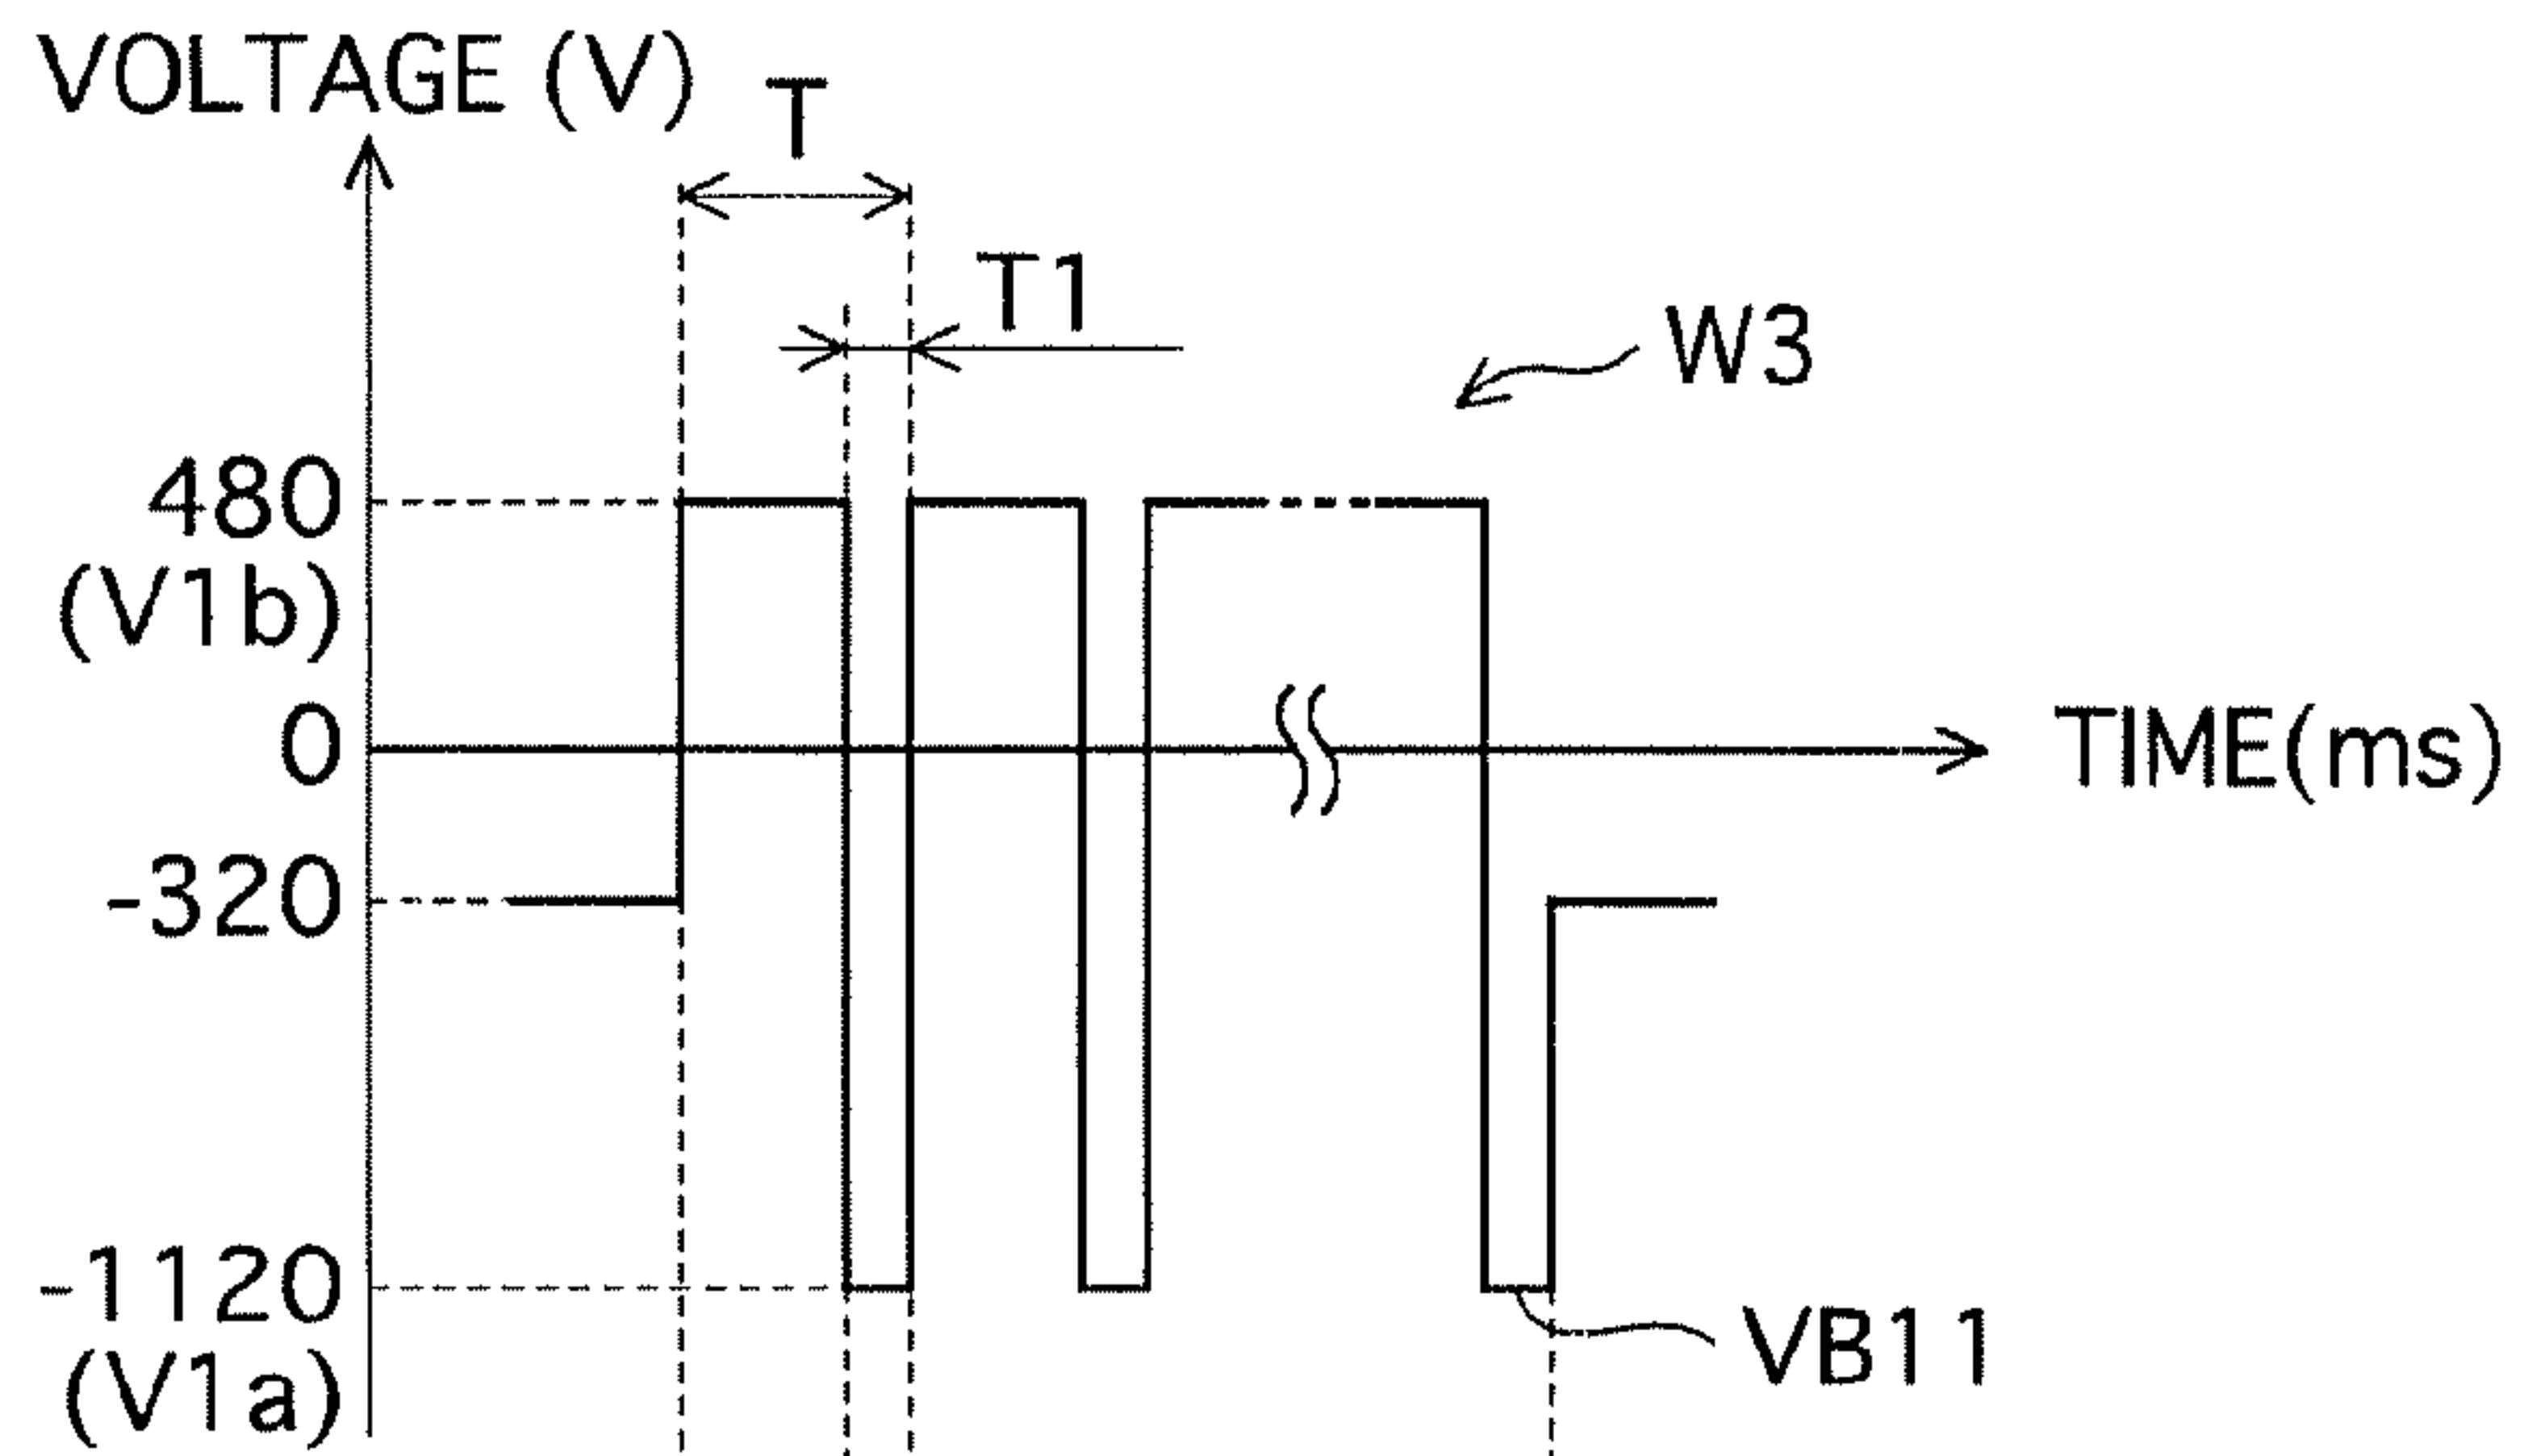 VOLTAGE (V)
T
T1
W3
480
(V1b)
0
TIME(ms)
-320
-1120
(V1a)
VB11